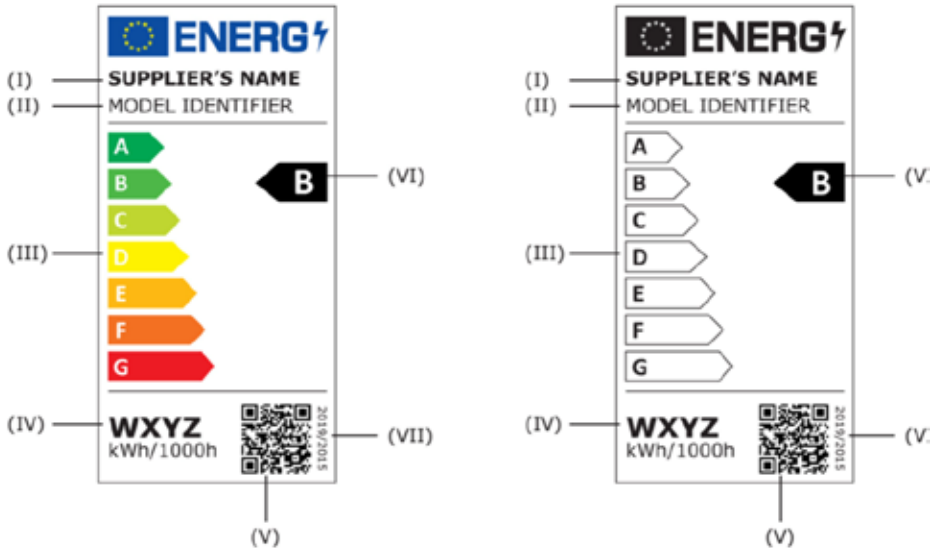 ENERG
SUPPLIER'S NAME
MODEL IDENTIFIER
A
B
C
D
E
F
G
B
WXYZ
kWh/1000h
2019/2015
(I)
(II)
(III)
(IV)
(V)
(VI)
(VII)
ENERG
SUPPLIER'S NAME
MODEL IDENTIFIER
A
B
C
D
E
F
G
B
WXYZ
kWh/1000h
2019/2015
(I)
(II)
(III)
(IV)
(V)